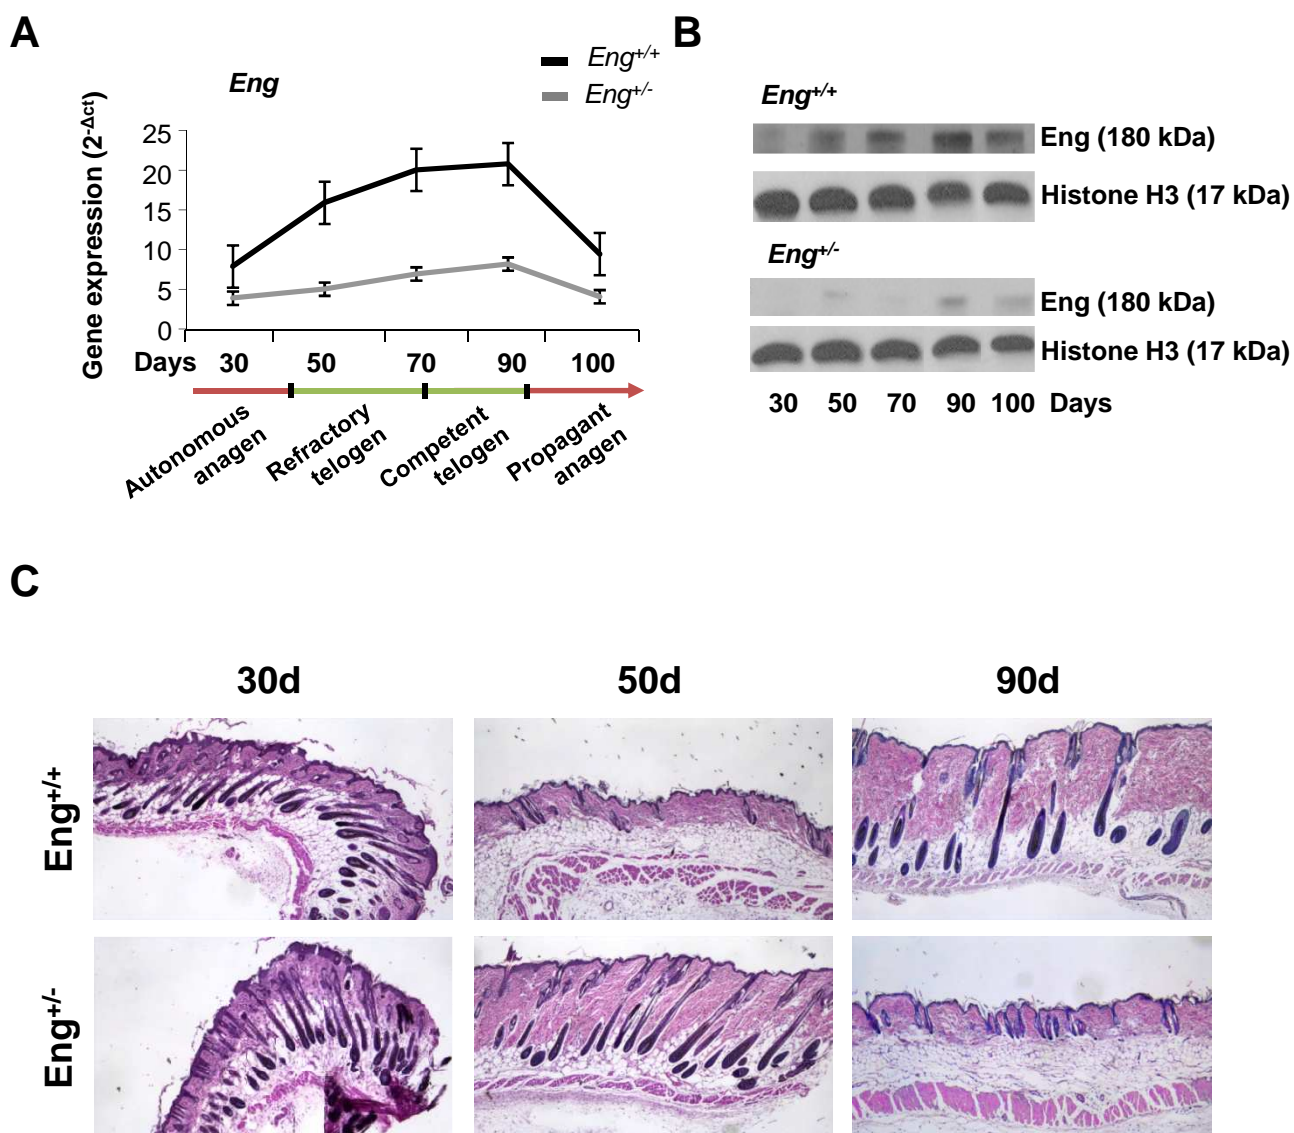 A
B
Eng
Eng+/+
Eng+/-
Gene expression (2-Δct)
25
20
15
10
5
0
Days 30 50 70 90 100
Autonomous
anagen
Refractory
telogen
Competent
telogen
Propagant
anagen
Eng+/+
Eng (180 kDa)
Histone H3 (17 kDa)
Eng+/-
Eng (180 kDa)
Histone H3 (17 kDa)
30 50 70 90 100 Days
C
30d 50d 90d
Eng+/+
Eng+/-